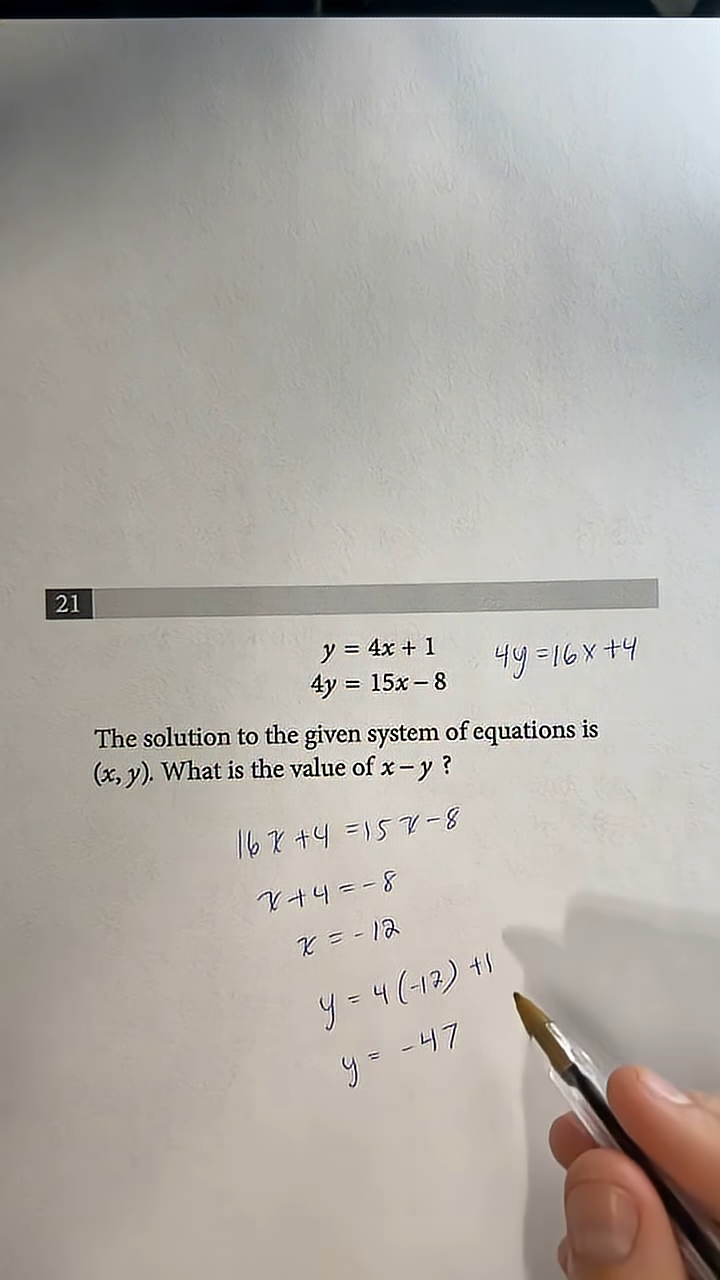 21
y = 4x + 1 4y = 16x + 4
4y = 15x – 8
The solution to the given system of equations is
(x, y). What is the value of x – y ?
16x + 4 = 15x - 8
x + 4 = -8
x = -12
y = 4(-12) + 1
y = -47